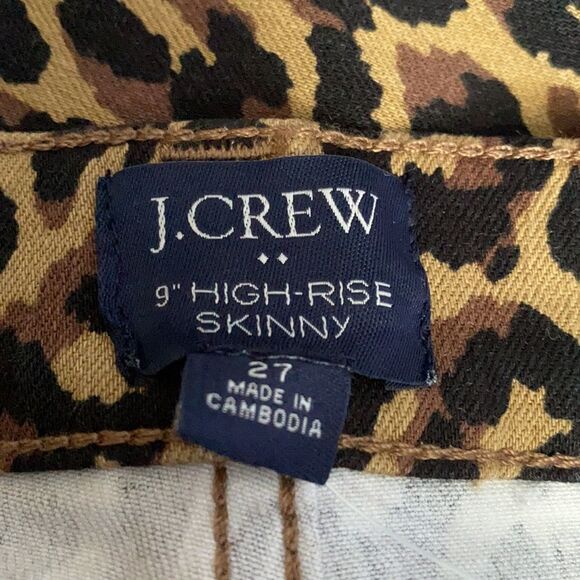 J.CREW
9" HIGH-RISE
SKINNY
27
MADE IN
CAMBODIA